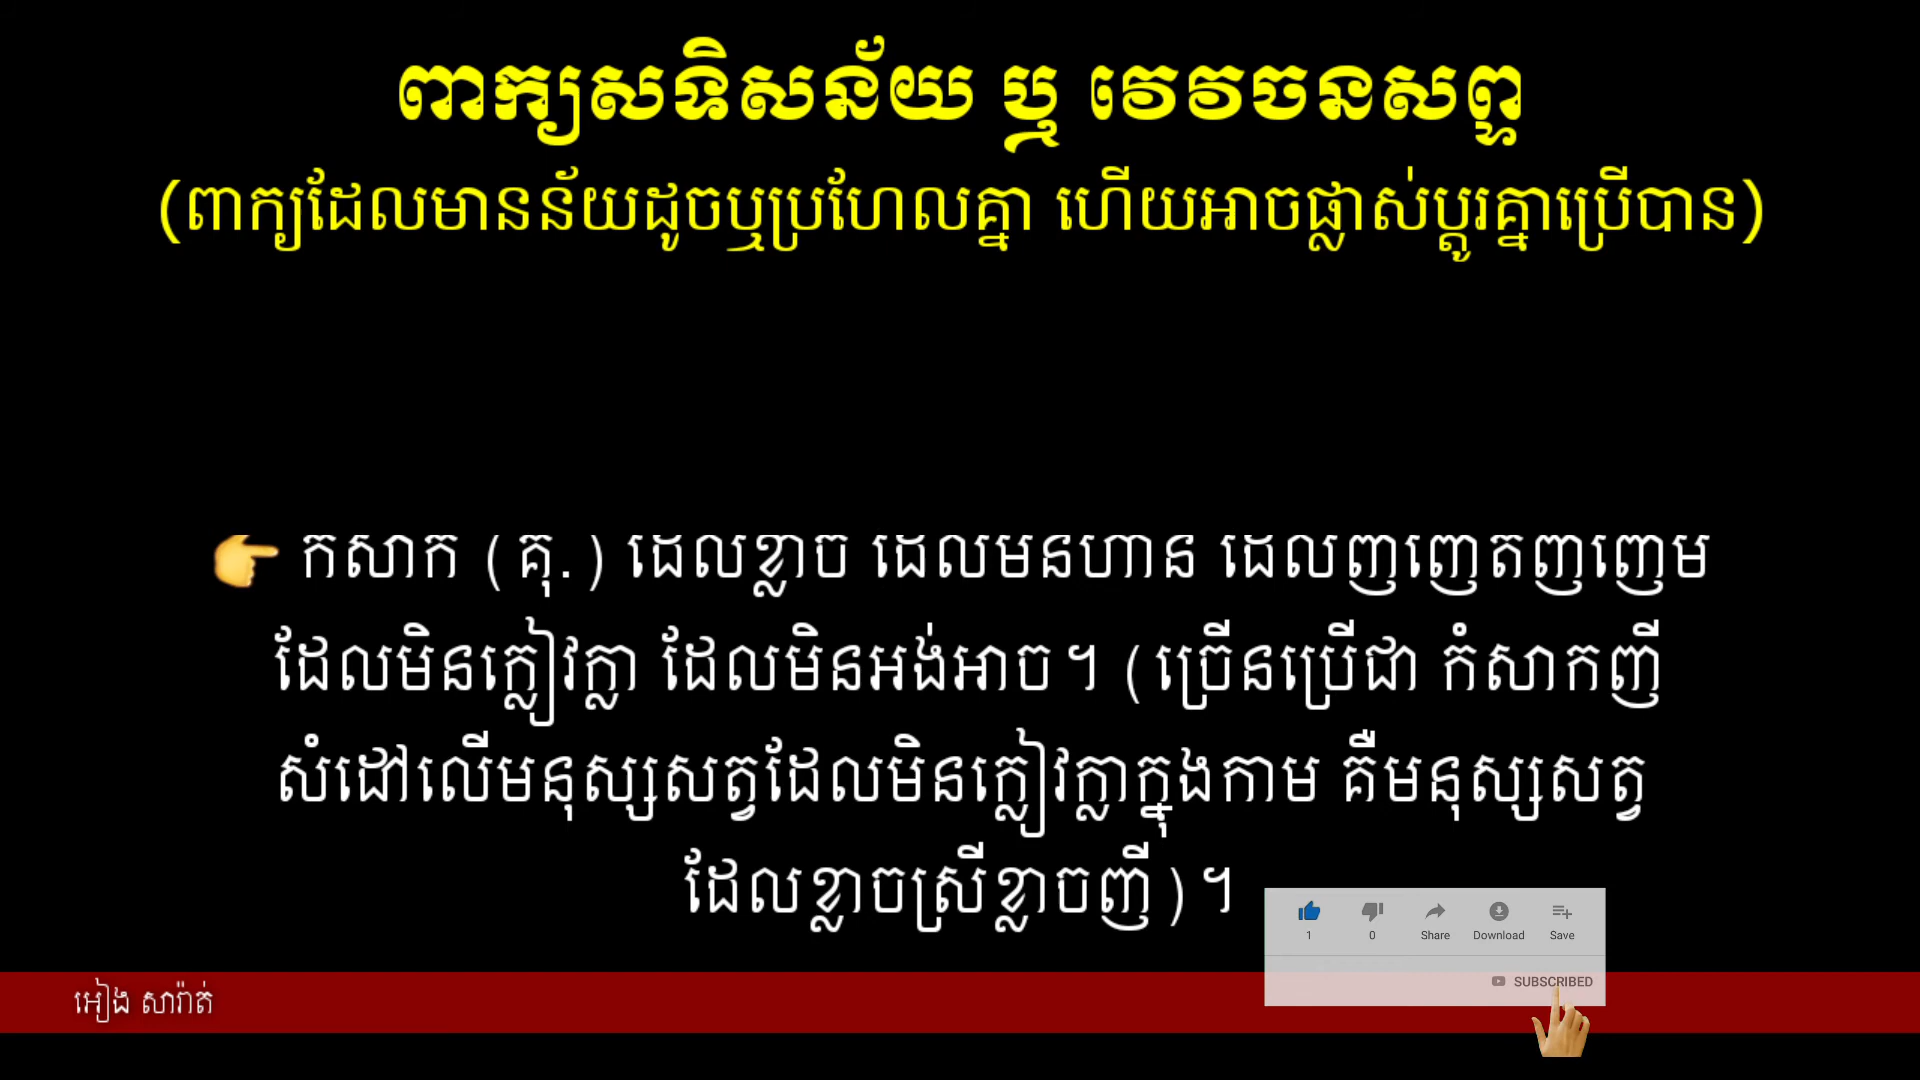 ពាក្យសទិសន័យ ឬ វេវចនសព្ទ
(ពាក្យដែលមានន័យដូចឬប្រហែលគ្នា ហើយអាចផ្លាស់ប្ដូរគ្នាប្រើបាន)
កំសាក (គុ.) ដែលខ្លាច ដែលមិនហ៊ាន ដែលញញើតញញើម
ដែលមិនក្លៀវក្លា ដែលមិនអង់អាច។ (ច្រើនប្រើជា កំសាកញី
សំដៅលើមនុស្សសត្វដែលមិនក្លៀវក្លាក្នុងកាម គឺមនុស្សសត្វ
ដែលខ្លាចស្រីខ្លាចញី)។
1 0 Share Download Save
SUBSCRIBED
អៀង សារ៉ាត់